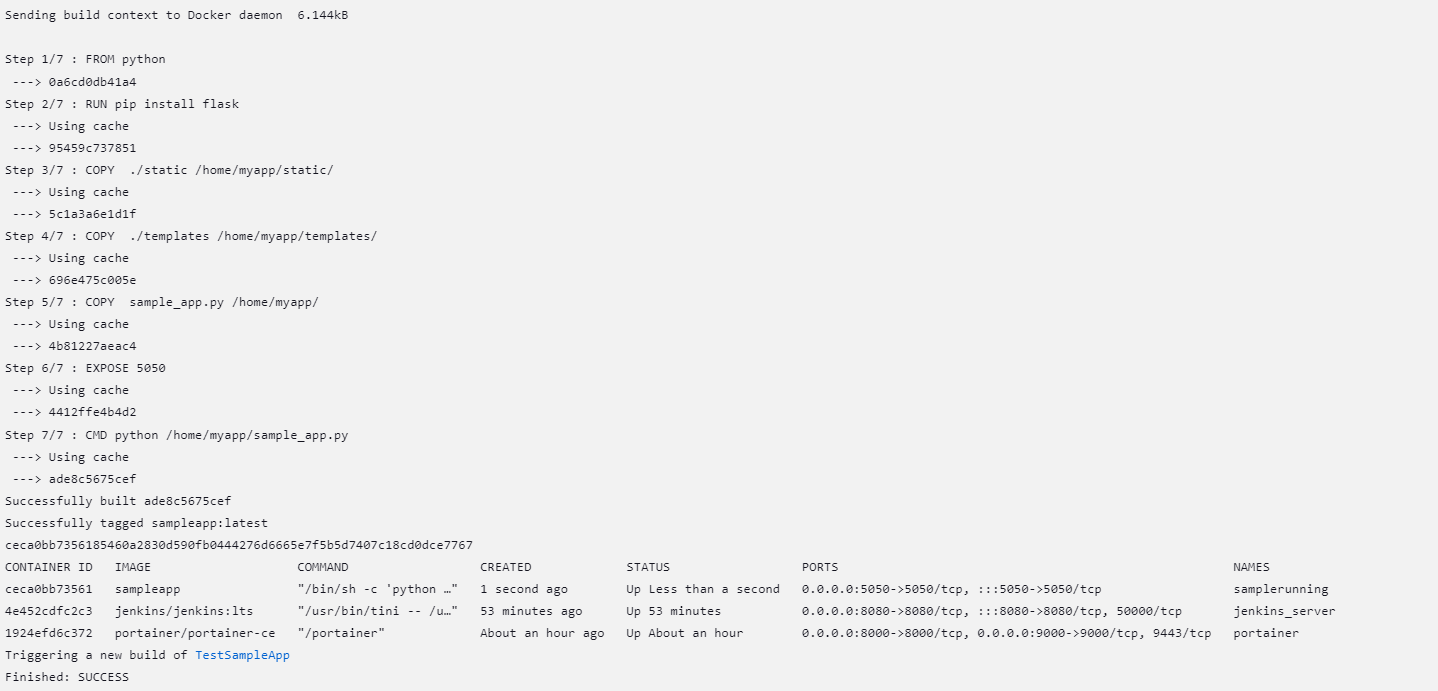 Sending build context to Docker daemon  6.144kB
Step 1/7 : FROM python
 ---> 0a6cd0db41a4
Step 2/7 : RUN pip install flask
 ---> Using cache
 ---> 95459c737851
Step 3/7 : COPY  ./static /home/myapp/static/
 ---> Using cache
 ---> 5c1a3a6e1d1f
Step 4/7 : COPY  ./templates /home/myapp/templates/
 ---> Using cache
 ---> 696e475c005e
Step 5/7 : COPY  sample_app.py /home/myapp/
 ---> Using cache
 ---> 4b81227aeac4
Step 6/7 : EXPOSE 5050
 ---> Using cache
 ---> 4412ffe4b4d2
Step 7/7 : CMD python /home/myapp/sample_app.py
 ---> Using cache
 ---> ade8c5675cef
Successfully built ade8c5675cef
Successfully tagged sampleapp:latest
ceca0bb7356185460a2830d590fb0444276d6665e7f5b5d7407c18cd0dce7767
CONTAINER ID   IMAGE                    COMMAND                  CREATED             STATUS                  PORTS                                                      NAMES
ceca0bb73561   sampleapp                "/bin/sh -c 'python …"   1 second ago        Up Less than a second   0.0.0.0:5050->5050/tcp, :::5050->5050/tcp                  samplerunning
4e452cdfc2c3   jenkins/jenkins:lts      "/usr/bin/tini -- /u…"   53 minutes ago      Up 53 minutes           0.0.0.0:8080->8080/tcp, :::8080->8080/tcp, 50000/tcp       jenkins_server
1924efd6c372   portainer/portainer-ce   "/portainer"             About an hour ago   Up About an hour        0.0.0.0:8000->8000/tcp, 0.0.0.0:9000->9000/tcp, 9443/tcp   portainer
Triggering a new build of TestSampleApp
Finished: SUCCESS